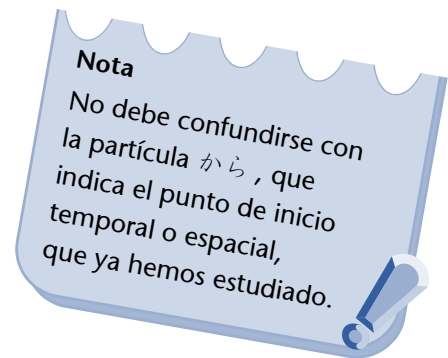 Nota
No debe confundirse con
la partícula から, que
indica el punto de inicio
temporal o espacial,
que ya hemos estudiado.